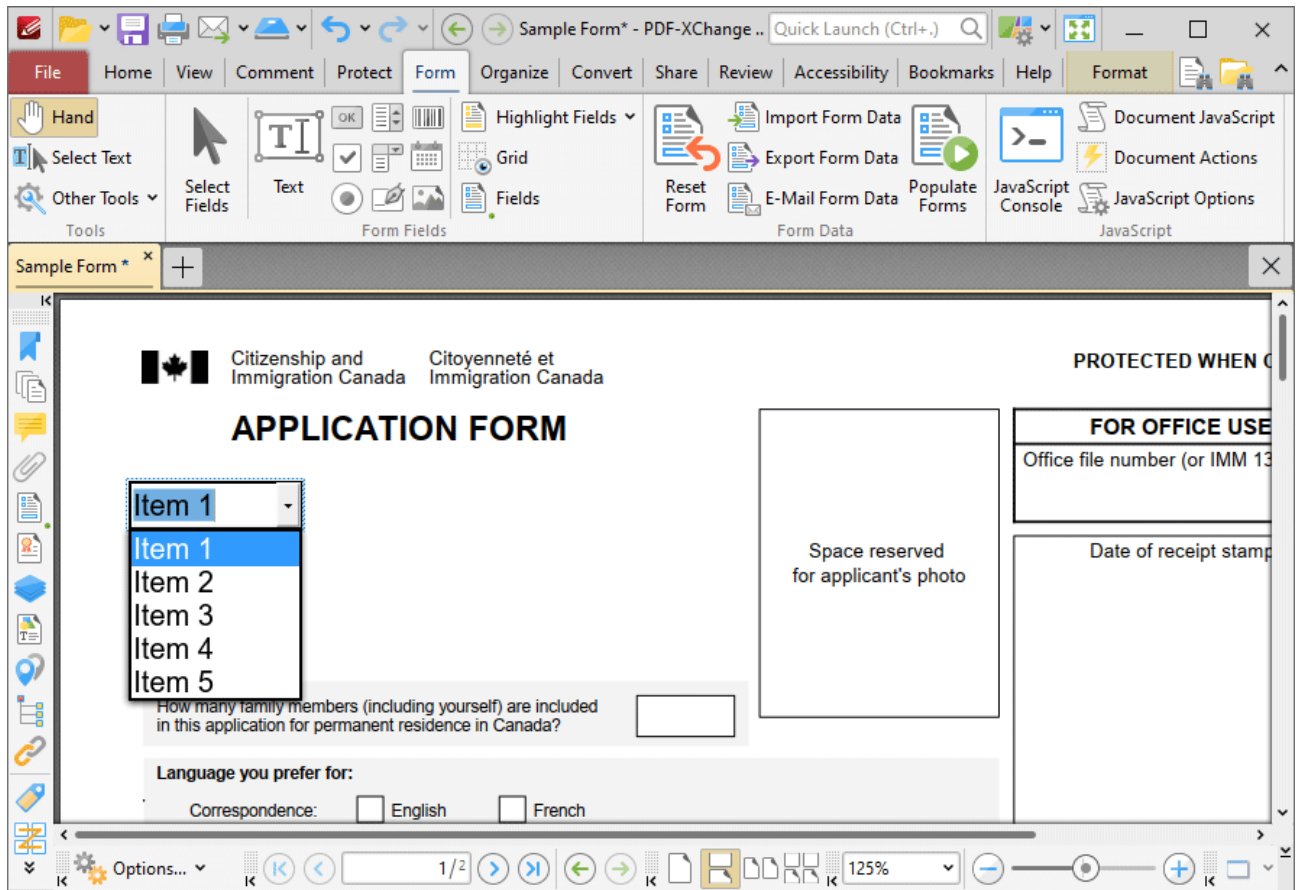 Sample Form* - PDF-XChange .. Quick Launch (Ctrl+.)
File Home View Comment Protect Form Organize Convert Share Review Accessibility Bookmarks Help Format
Hand
Select Text
Other Tools
Tools
Select Fields
Text
OK
Highlight Fields
Grid
Fields
Form Fields
Reset Form
Import Form Data
Export Form Data
E-Mail Form Data
Populate Forms
Form Data
JavaScript Console
Document JavaScript
Document Actions
JavaScript Options
JavaScript
Sample Form *
Citizenship and Immigration Canada
Citoyenneté et Immigration Canada
PROTECTED WHEN
APPLICATION FORM
FOR OFFICE USE
Office file number (or IMM 13
Item 1
Item 1
Item 2
Item 3
Item 4
Item 5
Space reserved
for applicant's photo
Date of receipt stamp
How many family members (including yourself) are included
in this application for permanent residence in Canada?
Language you prefer for:
Correspondence: English French
Options... 1/2 125%